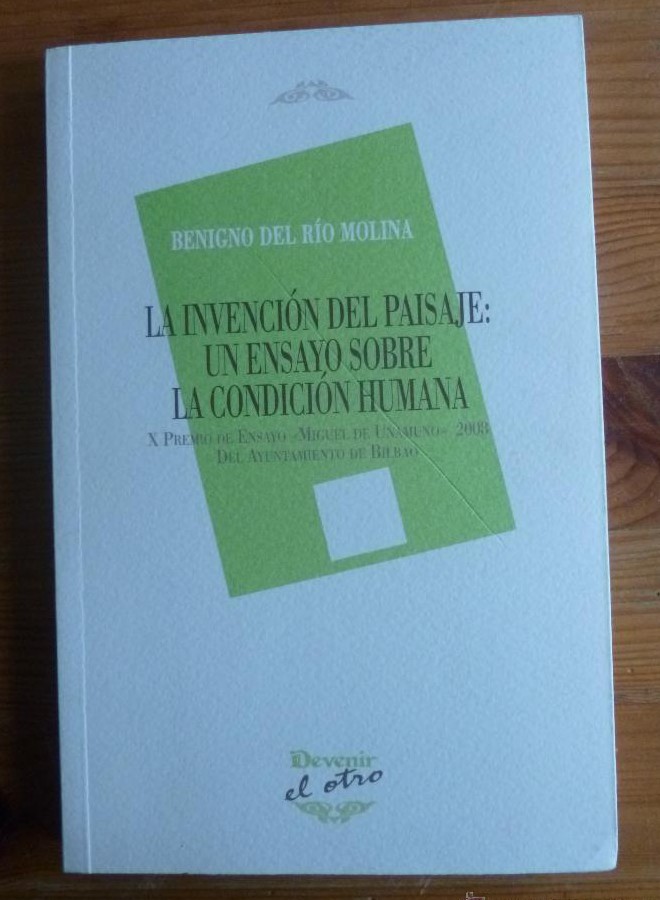 BENIGNO DEL RÍO MOLINA
LA INVENCIÓN DEL PAISAJE:
UN ENSAYO SOBRE
LA CONDICIÓN HUMANA
X PREMIO DE ENSAYO «MIGUEL DE UNAMUNO» 2008
DEL AYUNTAMIENTO DE BILBAO
Devenir
el otro